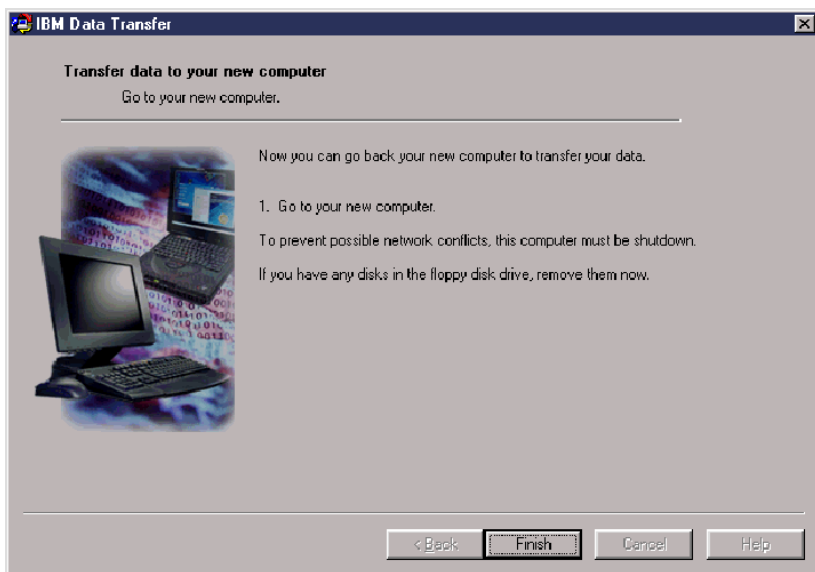 IBM Data Transfer
Transfer data to your new computer
Go to your new computer.
Now you can go back your new computer to transfer your data.
1. Go to your new computer.
To prevent possible network conflicts, this computer must be shutdown.
If you have any disks in the floppy disk drive, remove them now.
< Back
Finish
Cancel
Help